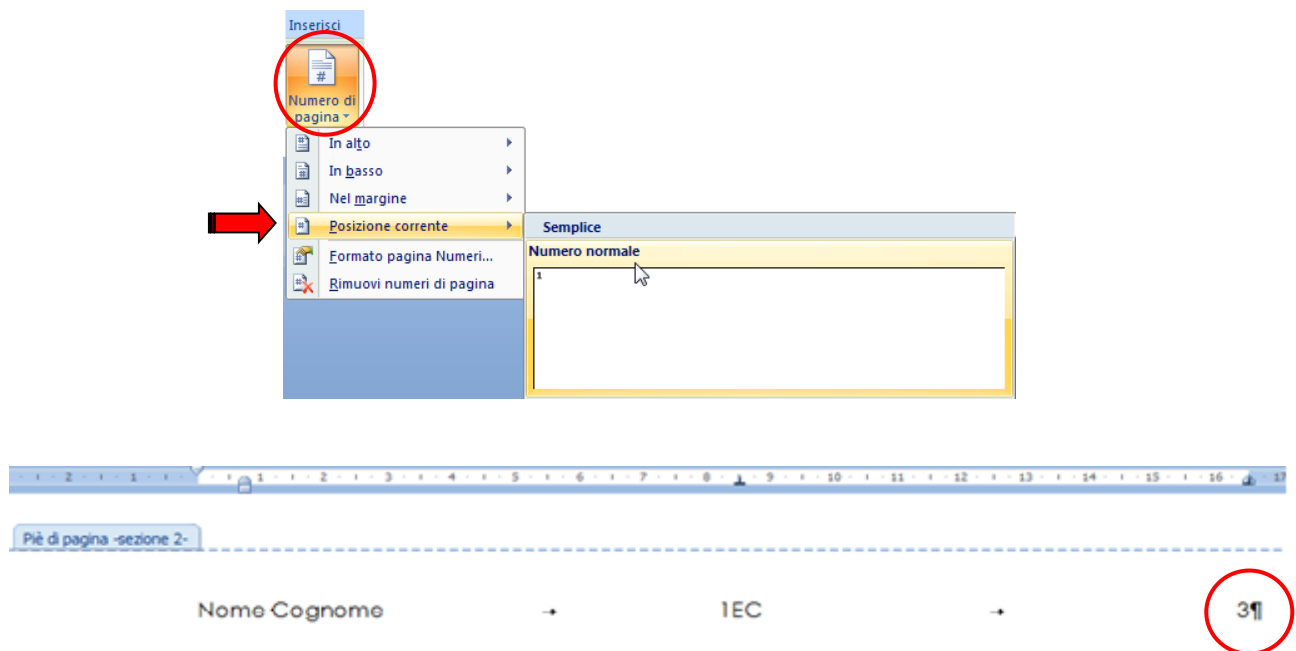 Inserisci
#
Numero di
pagina
In alto
In basso
Nel margine
Posizione corrente
Semplice
Numero normale
1
Formato pagina Numeri...
Rimuovi numeri di pagina
2 1 1 2 3 4 5 6 7 8 9 10 11 12 13 14 15 16 17
Piè di pagina -sezione 2-
Nome Cognome → 1EC → 3¶